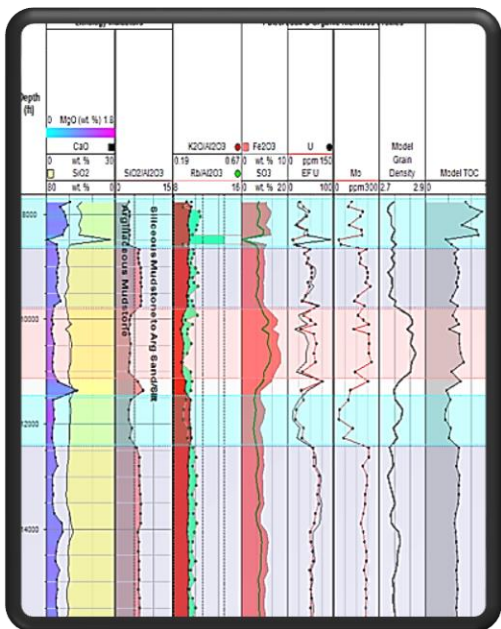 Depth
(ft)
0 MgO (wt. %) 1.8
CaO
0 wt. % 30
SiO2
80 wt. % 0
SiO2/Al2O3
0 15
K2O/Al2O3
0.19 0.67
Rb/Al2O3
8 16
Fe2O3
0 wt. % 10
SO3
0 wt. % 20
U
0 ppm 150
EF U
0 100
Mo
0 ppm 300
Model
Grain
Density
2.7 2.9
Model TOC
0
Argillaceous Mudstone
Siliceous Mudstone to Arg Sand/Silt
8000
10000
12000
14000